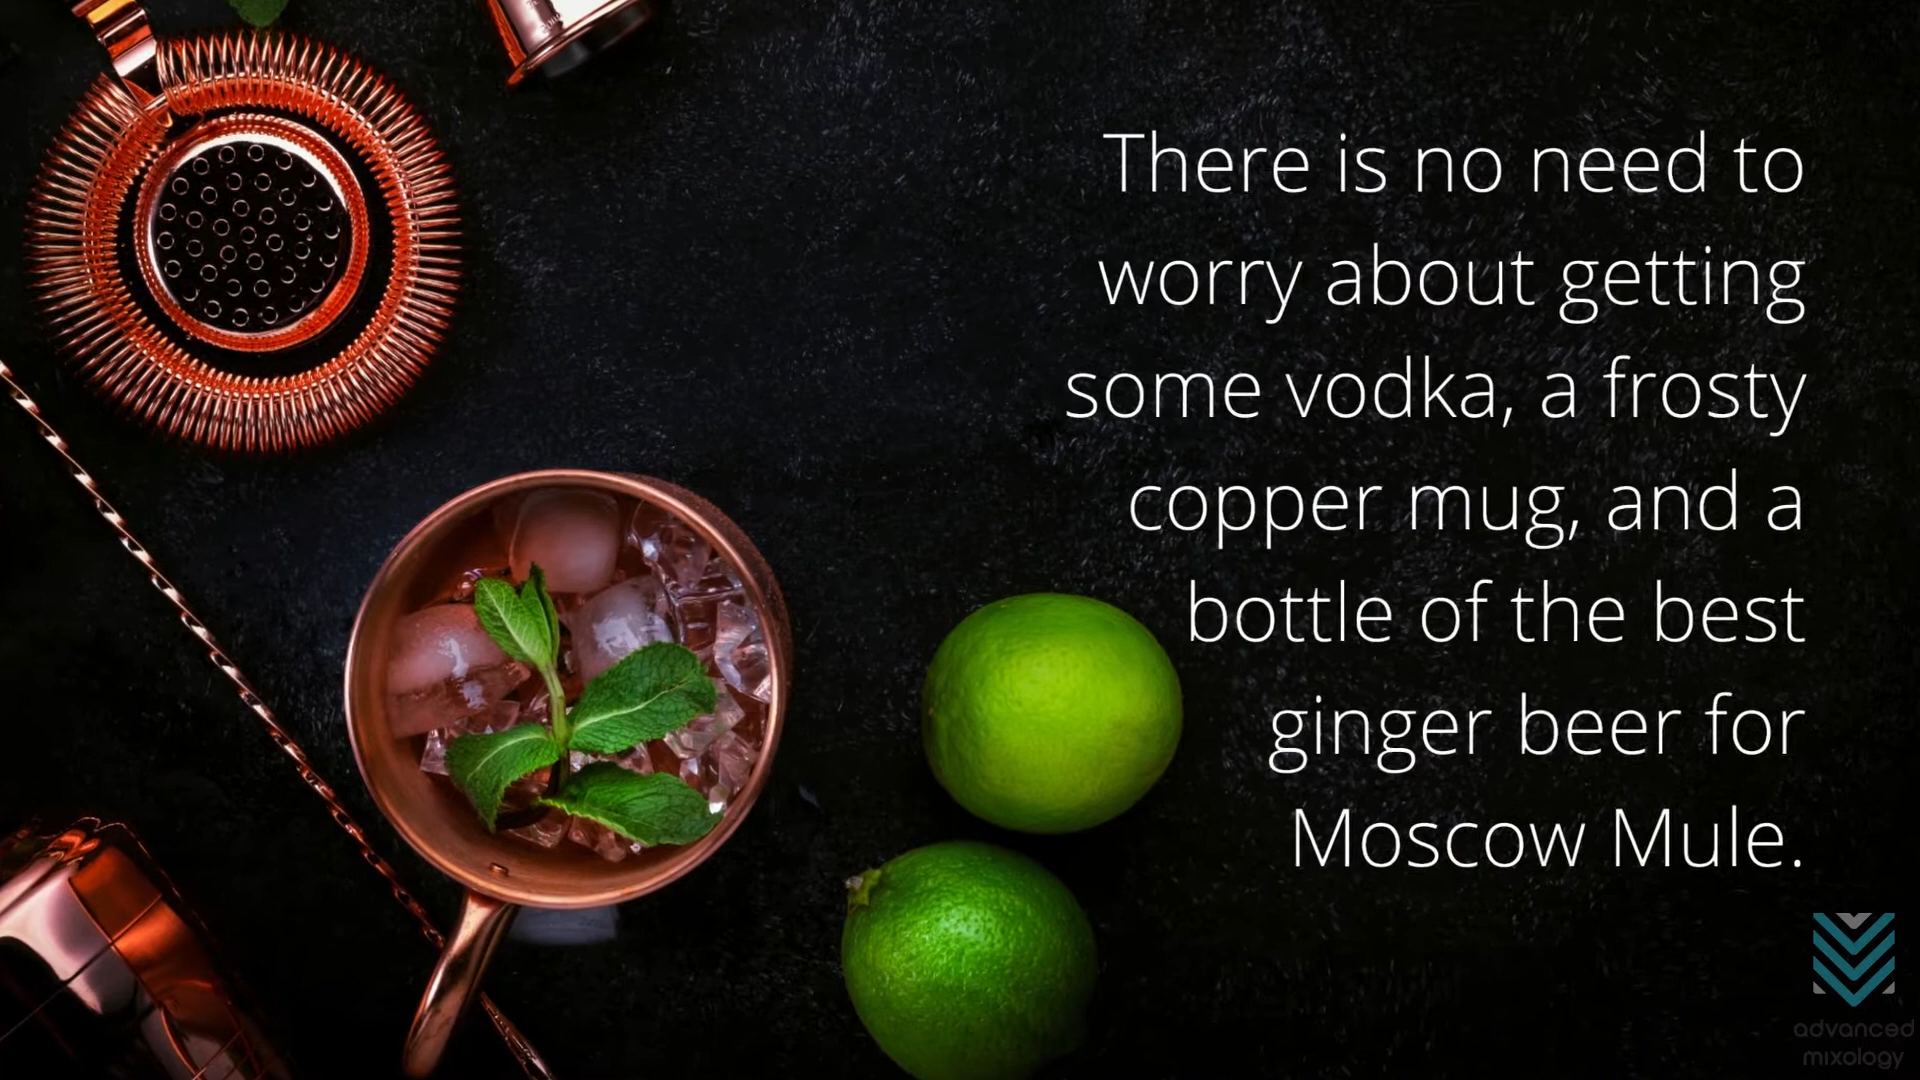 There is no need to
worry about getting
some vodka, a frosty
copper mug, and a
bottle of the best
ginger beer for
Moscow Mule.
advanced
mixology